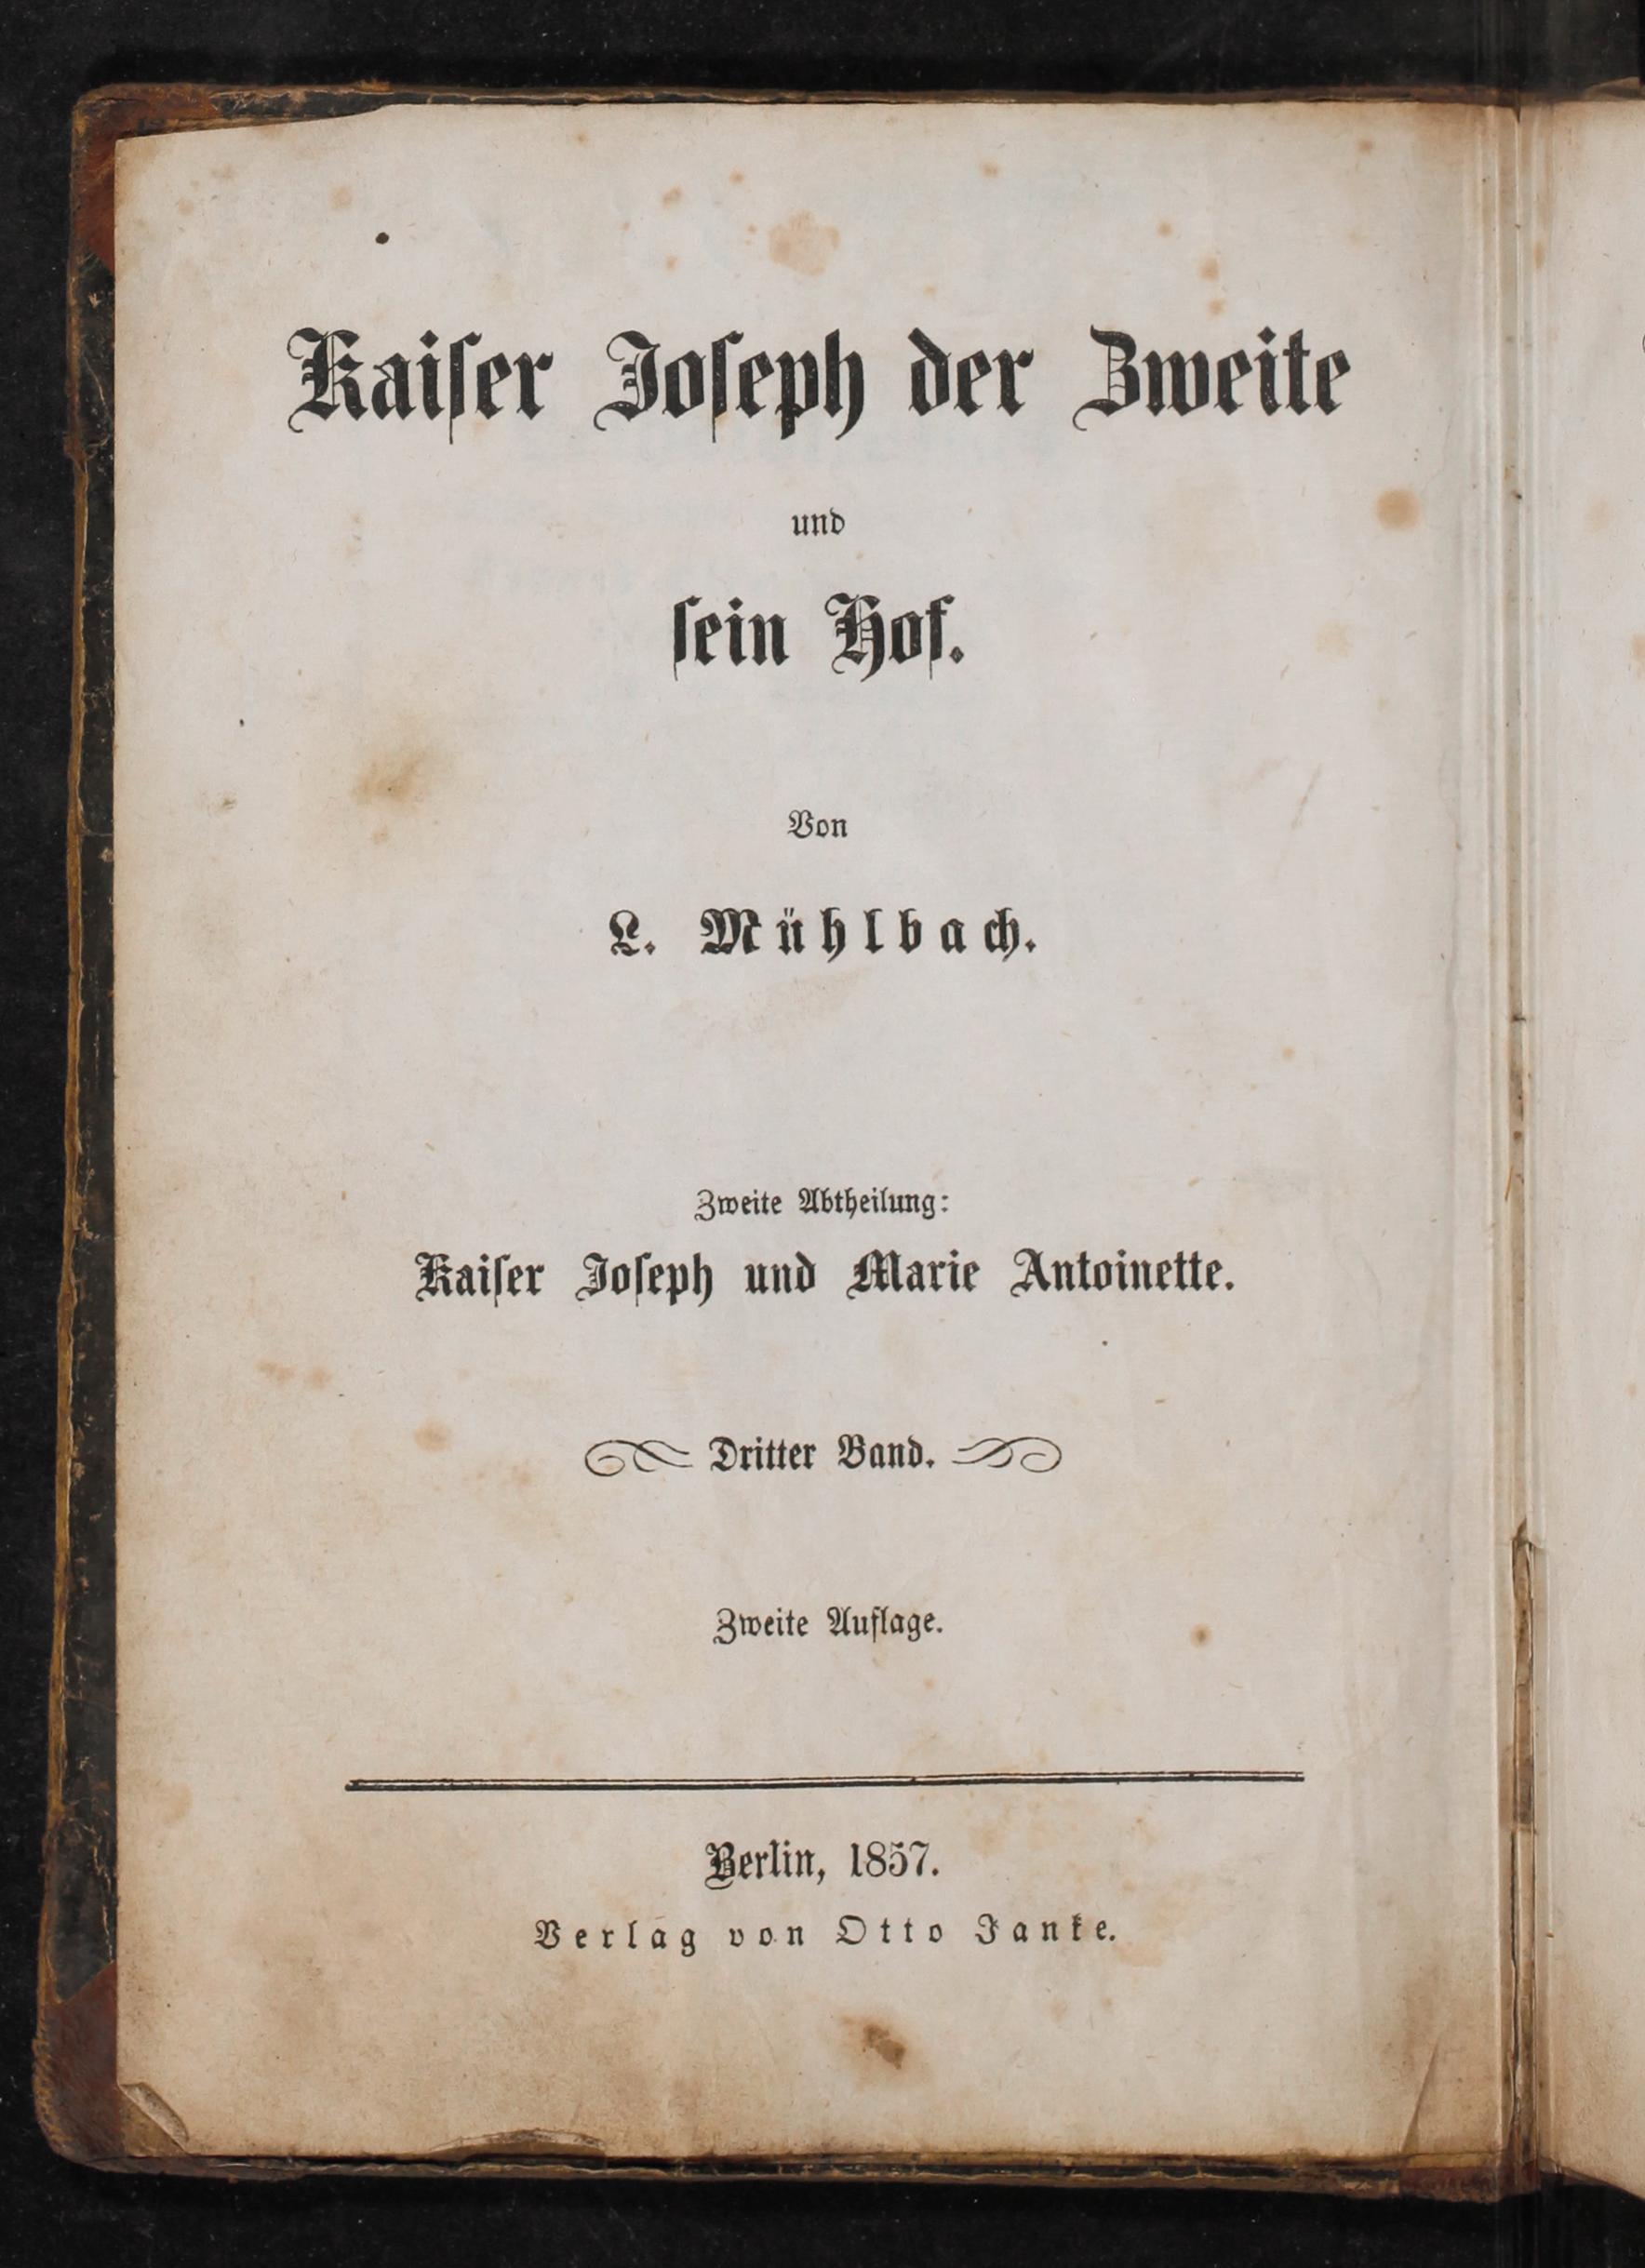 Kaiſer Joſeph der Zweite
und
ſein Hof.
Von
L. Mühlbach.
Zweite Abtheilung:
Kaiſer Joſeph und Marie Antoinette.
Dritter Band.
Zweite Auflage.
Berlin, 1857.
Verlag von Otto Janke.